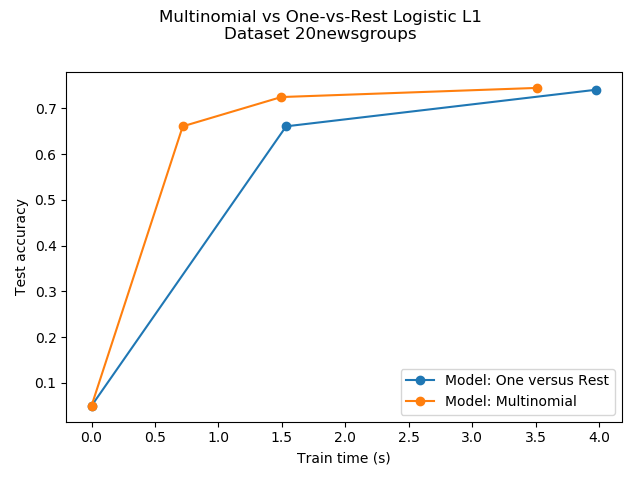 Multinomial vs One-vs-Rest Logistic L1
Dataset 20newsgroups
0.7
0.6
0.5
0.4
0.3
0.2
0.1
Test accuracy
Model: One versus Rest
Model: Multinomial
0.0 0.5 1.0 1.5 2.0 2.5 3.0 3.5 4.0
Train time (s)